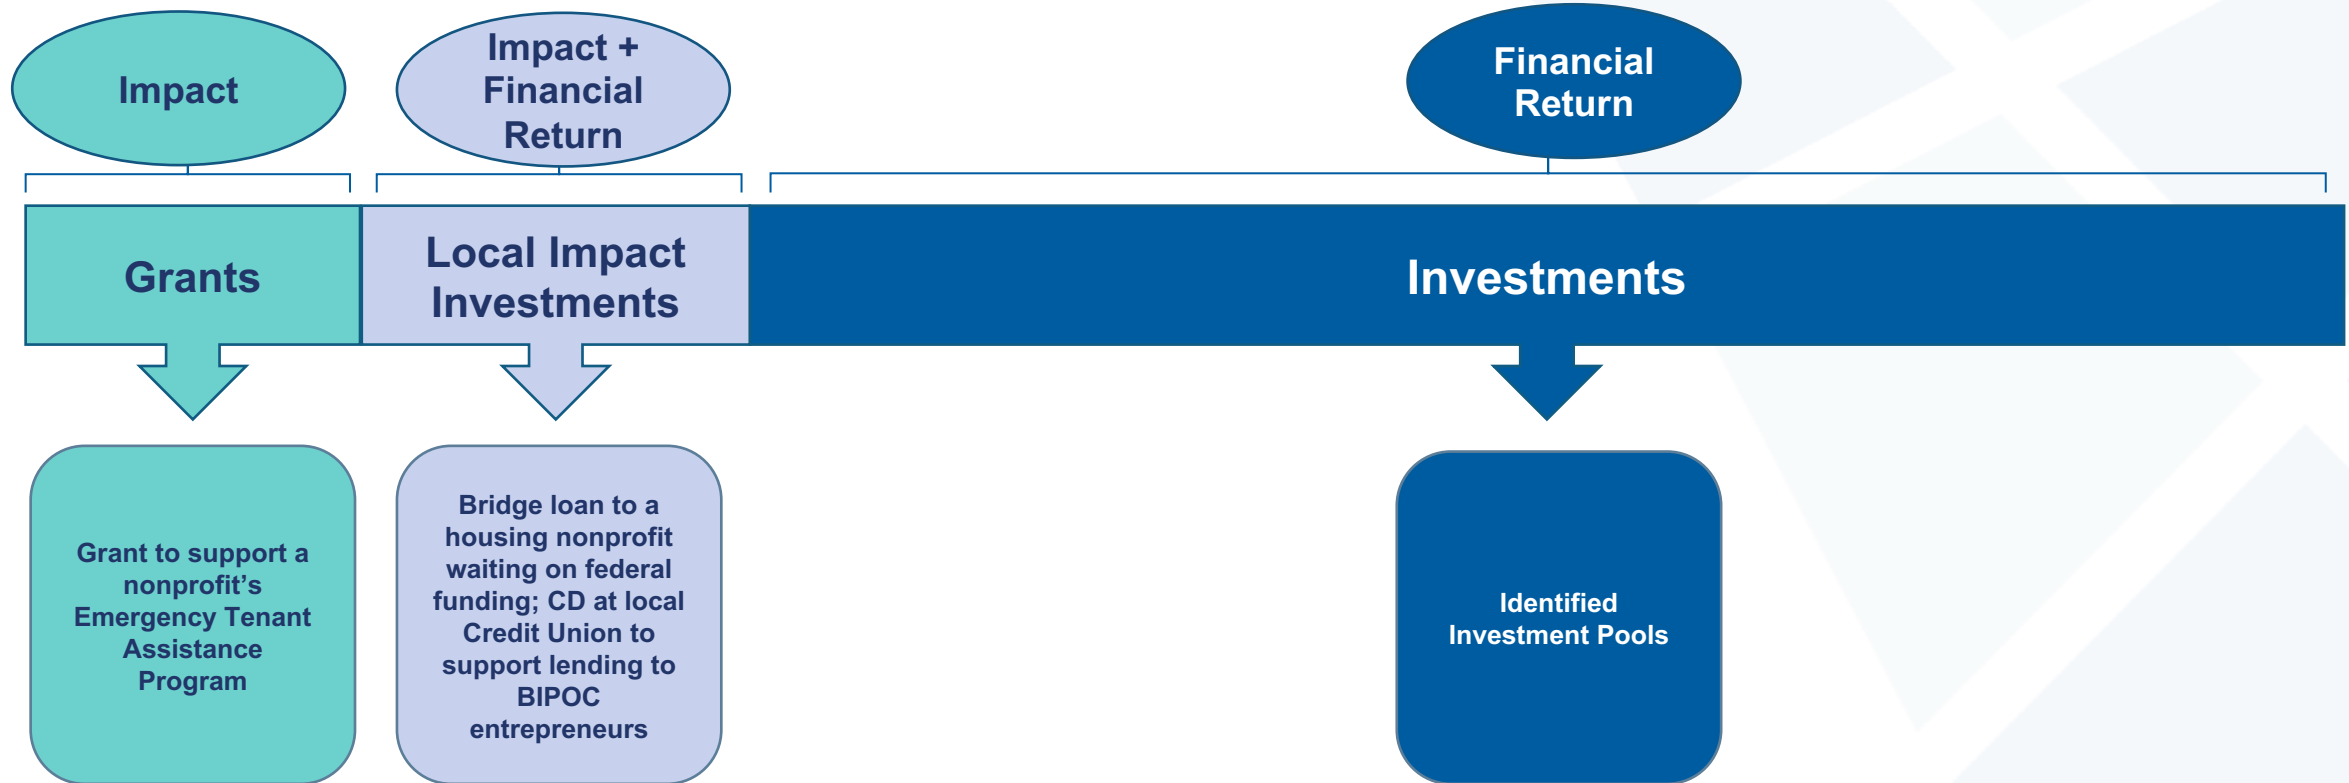 Impact
Impact +
Financial
Return
Financial
Return
Grants
Local Impact
Investments
Investments
Grant to support a
nonprofit’s
Emergency Tenant
Assistance
Program
Bridge loan to a
housing nonprofit
waiting on federal
funding; CD at local
Credit Union to
support lending to
BIPOC
entrepreneurs
Identified
Investment Pools